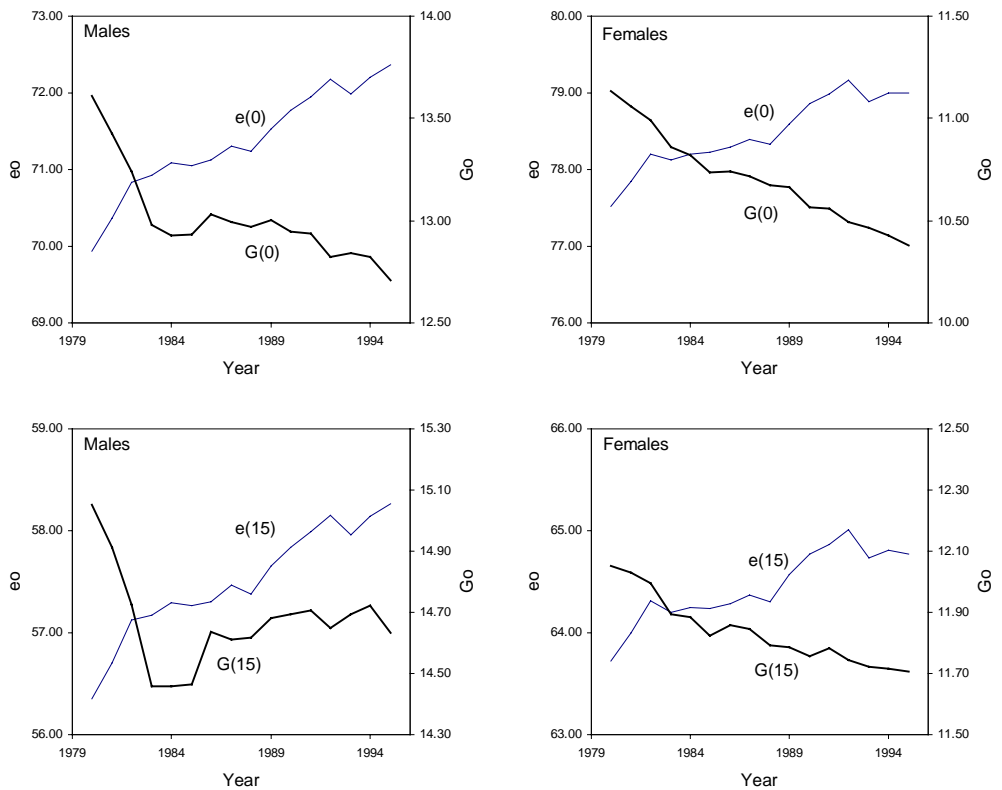 73.00
72.00
71.00
70.00
69.00
eo
Males
e(0)
G(0)
14.00
13.50
13.00
12.50
Go
1979
1984
1989
1994
Year
80.00
79.00
78.00
77.00
76.00
eo
Females
e(0)
G(0)
11.50
11.00
10.50
10.00
Go
1979
1984
1989
1994
Year
59.00
58.00
57.00
56.00
eo
Males
e(15)
G(15)
15.30
15.10
14.90
14.70
14.50
14.30
Go
1979
1984
1989
1994
Year
66.00
65.00
64.00
63.00
eo
Females
e(15)
G(15)
12.50
12.30
12.10
11.90
11.70
11.50
Go
1979
1984
1989
1994
Year